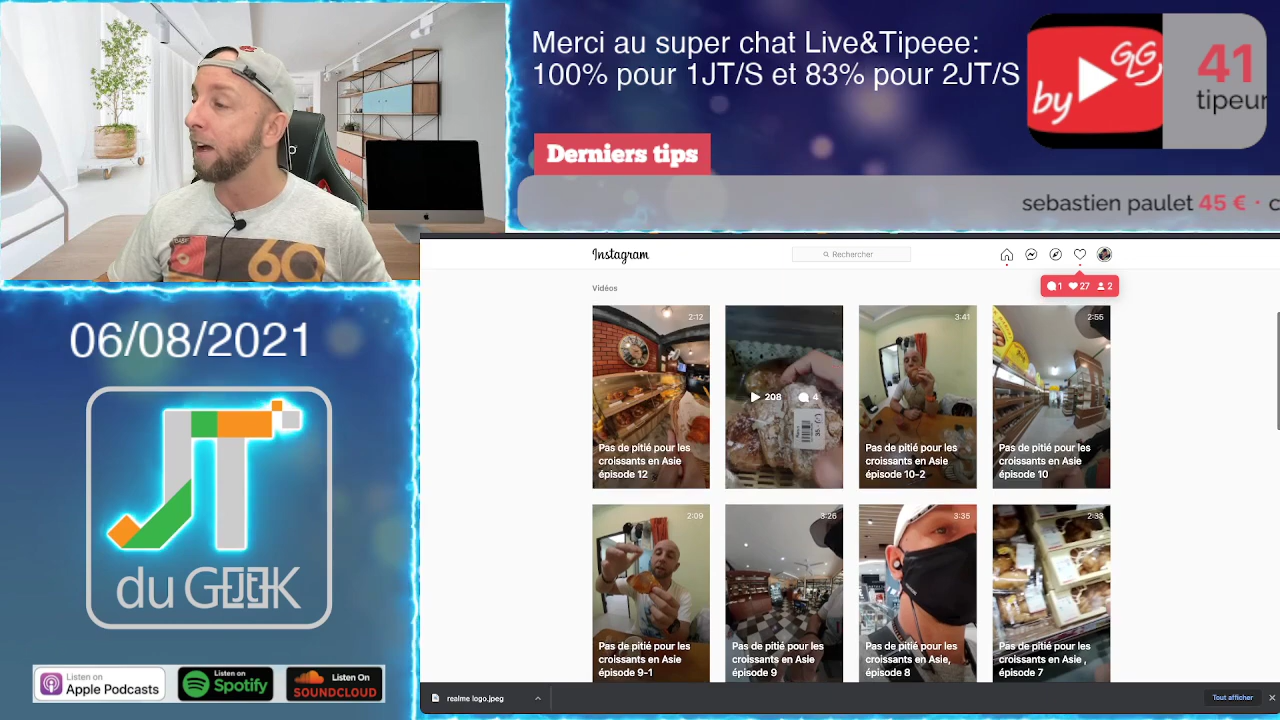 Merci au super chat Live&Tipeee:
100% pour 1JT/S et 83% pour 2JT/S
by GLG
41
tipeur
Derniers tips
sebastien paulet 45 € · c
60
Instagram
Rechercher
1 27 2
Vidéos
2:12
Pas de pitié pour les
croissants en Asie
épisode 12
208 4
3:41
Pas de pitié pour les
croissants en Asie
épisode 10-2
2:55
Pas de pitié pour les
croissants en Asie
épisode 10
2:09
Pas de pitié pour les
croissants en Asie
épisode 9-1
3:26
Pas de pitié pour les
croissants en Asie
épisode 9
3:35
Pas de pitié pour les
croissants en Asie,
épisode 8
2:33
Pas de pitié pour les
croissants en Asie ,
épisode 7
06/08/2021
JT
du GEEK
Listen on
Apple Podcasts
Listen on
Spotify
Listen On
SOUNDCLOUD
realme logo.jpeg
Tout afficher